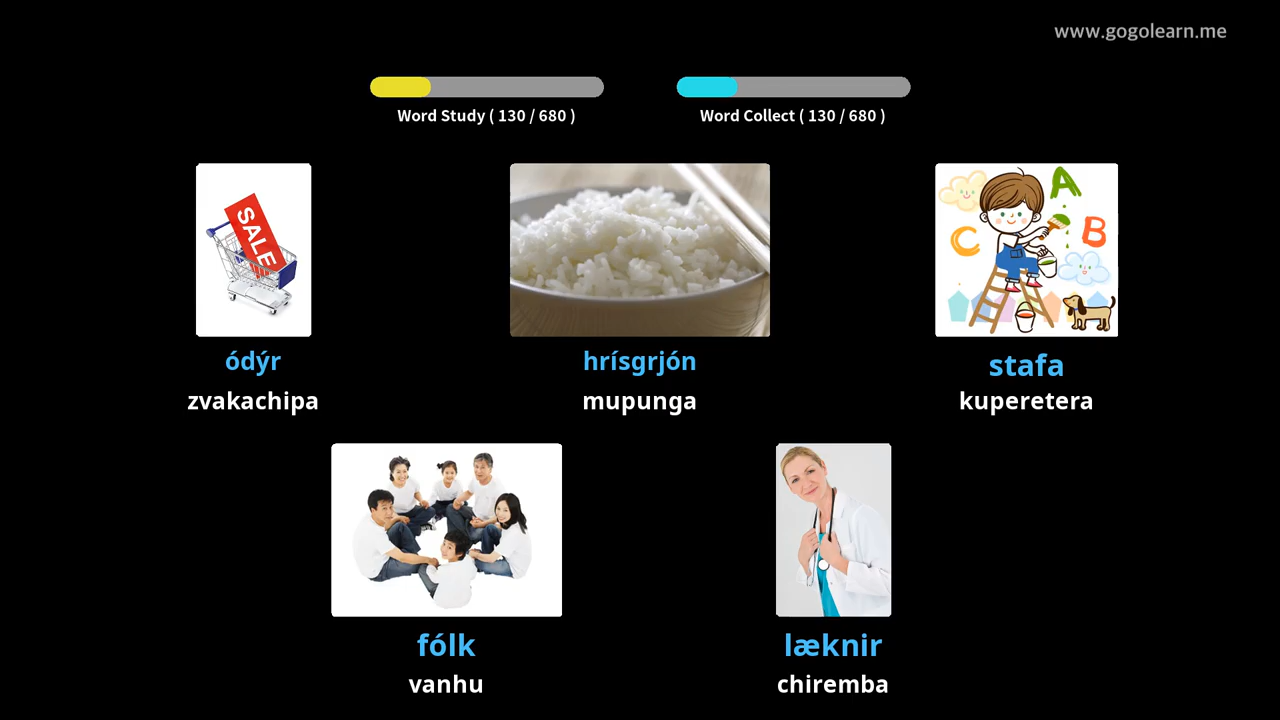 www.gogolearn.me
Word Study ( 130 / 680 )
Word Collect ( 130 / 680 )
SALE
A
B
C
ódýr
zvakachipa
hrísgrjón
mupunga
stafa
kuperetera
fólk
vanhu
læknir
chiremba